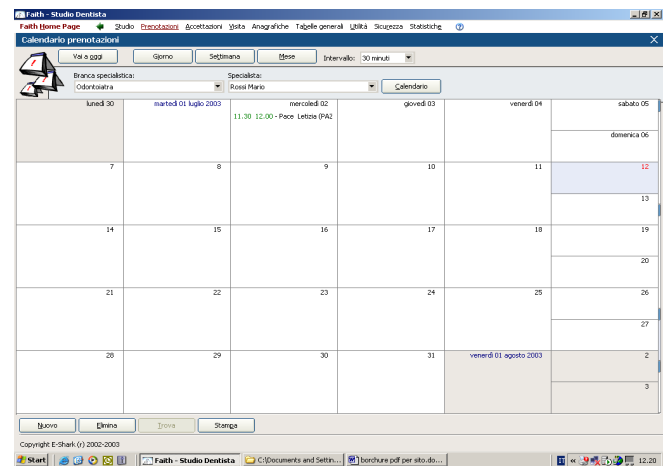 Faith - Studio Dentista
Faith Home Page Studio Prenotazioni Accettazioni Visita Anagrafiche Tabelle generali Utilità Sicurezza Statistiche
Calendario prenotazioni
Vai a oggi Giorno Settimana Mese Intervallo: 30 minuti
Branca specialistica: Specialista:
Odontoiatra Rossi Mario Calendario
lunedì 30 martedì 01 luglio 2003 mercoledì 02 giovedì 03 venerdì 04 sabato 05
11.30 12.00 - Pace Letizia (PA2
domenica 06
7 8 9 10 11 12
13
14 15 16 17 18 19
20
21 22 23 24 25 26
27
28 29 30 31 venerdì 01 agosto 2003 2
3
Nuovo Elimina Trova Stampa
Copyright E-Shark (r) 2002-2003
Start Faith - Studio Dentista C:\Documents and Settin... borchure pdf per sito.do... 12.20